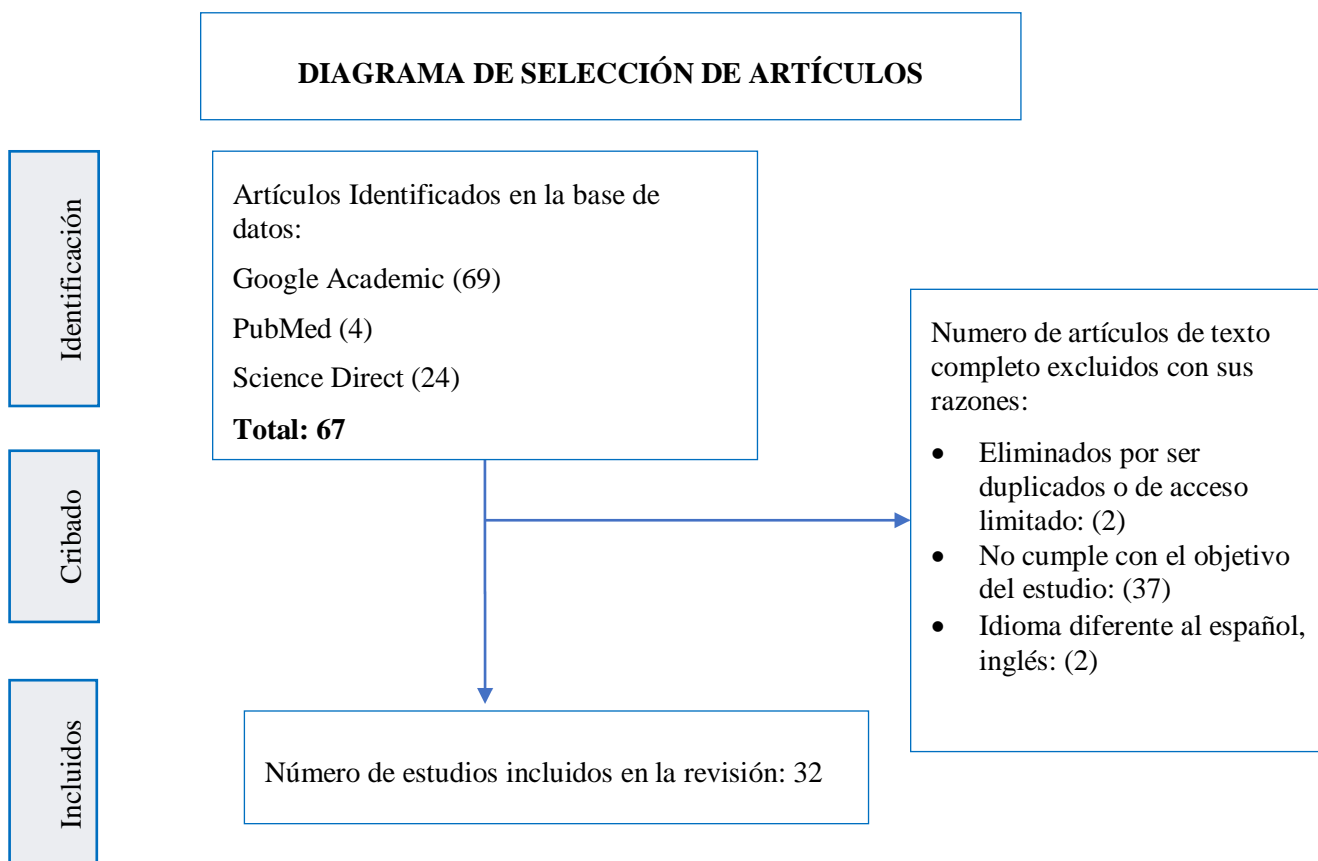 DIAGRAMA DE SELECCIÓN DE ARTÍCULOS
Identificación
Artículos Identificados en la base de
datos:
Google Academic (69)
PubMed (4)
Science Direct (24)
Total: 67
Cribado
Numero de artículos de texto
completo excluidos con sus
razones:
• Eliminados por ser
duplicados o de acceso
limitado: (2)
• No cumple con el objetivo
del estudio: (37)
• Idioma diferente al español,
inglés: (2)
Incluidos
Número de estudios incluidos en la revisión: 32